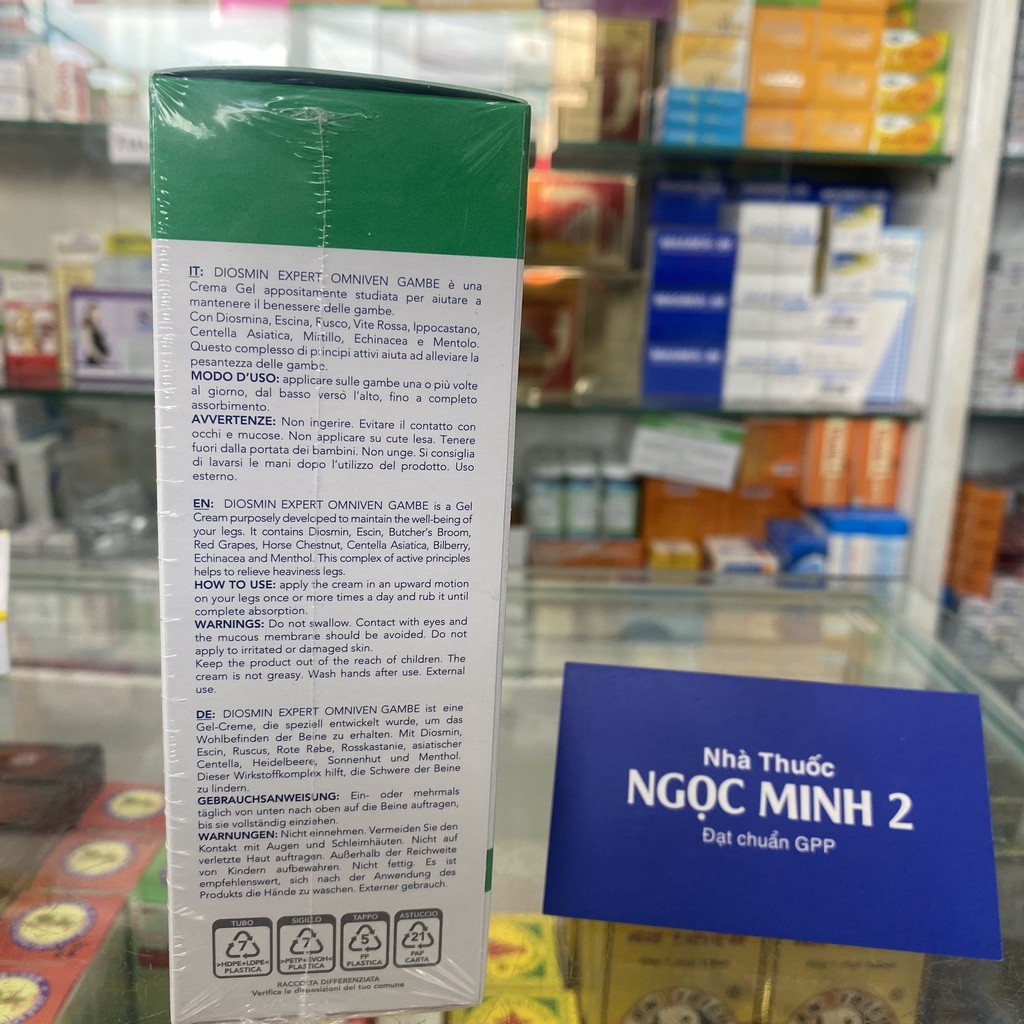 IT: DIOSMIN EXPERT OMNIVEN GAMBE è una
Crema Gel appositamente studiata per aiutare a
mantenere il benessere delle gambe.
Con Diosmina, Escina, Rusco, Vite Rossa, Ippocastano,
Centella Asiatica, Mirtillo, Echinacea e Mentolo.
Questo complesso di principi attivi aiuta ad alleviare la
pesantezza delle gambe.
MODO D'USO: applicare sulle gambe una o più volte
al giorno, dal basso verso l'alto, fino a completo
assorbimento.
AVVERTENZE: Non ingerire. Evitare il contatto con
occhi e mucose. Non applicare su cute lesa. Tenere
fuori dalla portata dei bambini. Non unge. Si consiglia
di lavarsi le mani dopo l'utilizzo del prodotto. Uso
esterno.
EN: DIOSMIN EXPERT OMNIVEN GAMBE is a Gel
Cream purposely developed to maintain the well-being of
your legs. It contains Diosmin, Escin, Butcher's Broom,
Red Grapes, Horse Chestnut, Centella Asiatica, Bilberry,
Echinacea and Menthol. This complex of active principles
helps to relieve heaviness legs.
HOW TO USE: apply the cream in an upward motion
on your legs once or more times a day and rub it until
complete absorption.
WARNINGS: Do not swallow. Contact with eyes and
the mucous membrane should be avoided. Do not
apply to irritated or damaged skin.
Keep the product out of the reach of children. The
cream is not greasy. Wash hands after use. External
use.
DE: DIOSMIN EXPERT OMNIVEN GAMBE ist eine
Gel-Creme, die speziell entwickelt wurde, um das
Wohlbefinden der Beine zu erhalten. Mit Diosmin,
Escin, Ruscus, Rote Rebe, Rosskastanie, asiatischer
Centella, Heidelbeere, Sonnenhut und Menthol.
Dieser Wirkstoffkomplex hilft, die Schwere der Beine
zu lindern.
GEBRAUCHSANWEISUNG: Ein- oder mehrmals
täglich von unten nach oben auf die Beine auftragen,
bis sie vollständig einziehen.
WARNUNGEN: Nicht einnehmen. Vermeiden Sie den
Kontakt mit Augen und Schleimhäuten. Nicht auf
verletzte Haut auftragen. Außerhalb der Reichweite
von Kindern aufbewahren. Nicht fettig. Es ist
empfehlenswert, sich nach der Anwendung des
Produkts die Hände zu waschen. Externer gebrauch.
TUBO SIGILLO TAPPO ASTUCCIO
7 7 5 21
>HDPE+LDPE< >PETP+EVOH< PP PAP
PLASTICA PLASTICA PLASTICA CARTA
RACCOLTA DIFFERENZIATA
Verifica le disposizioni del tuo comune
Nhà Thuốc
NGỌC MINH 2
Đạt chuẩn GPP